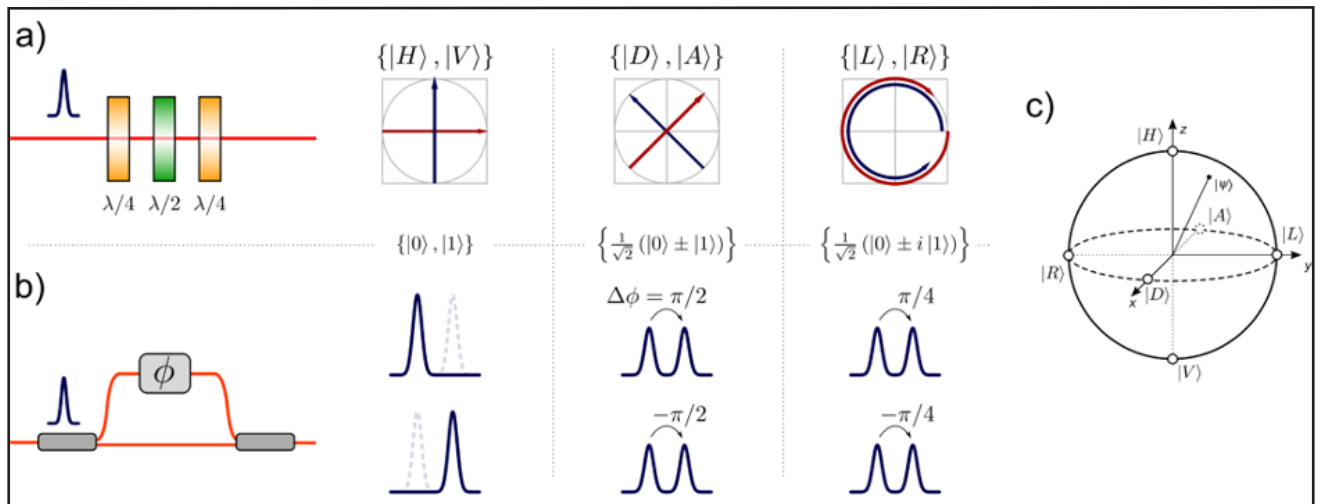 a)
{|H⟩, |V⟩}
{|D⟩, |A⟩}
{|L⟩, |R⟩}
λ/4 λ/2 λ/4
{|0⟩, |1⟩}
{1/√2 (|0⟩ ± |1⟩)}
{1/√2 (|0⟩ ± i |1⟩)}
b)
ϕ
Δϕ = π/2
π/4
−π/2
−π/4
c)
z
|H⟩
|ψ⟩
|A⟩
|L⟩
y
|R⟩
|D⟩
x
|V⟩